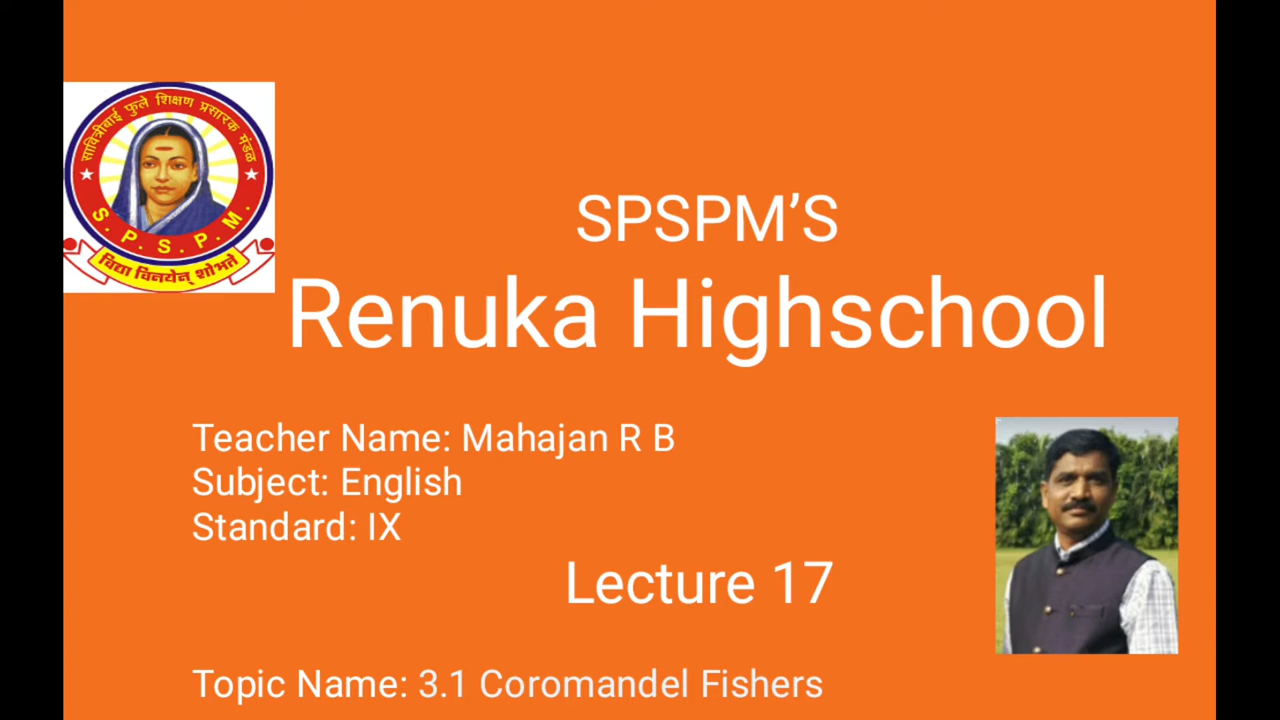 सावित्रीबाई फुले शिक्षण प्रसारक मंडळ
S. P. S. P. M.
विद्या विनयेन् शोभते
SPSPM’S
Renuka Highschool
Teacher Name: Mahajan R B
Subject: English
Standard: IX
Lecture 17
Topic Name: 3.1 Coromandel Fishers